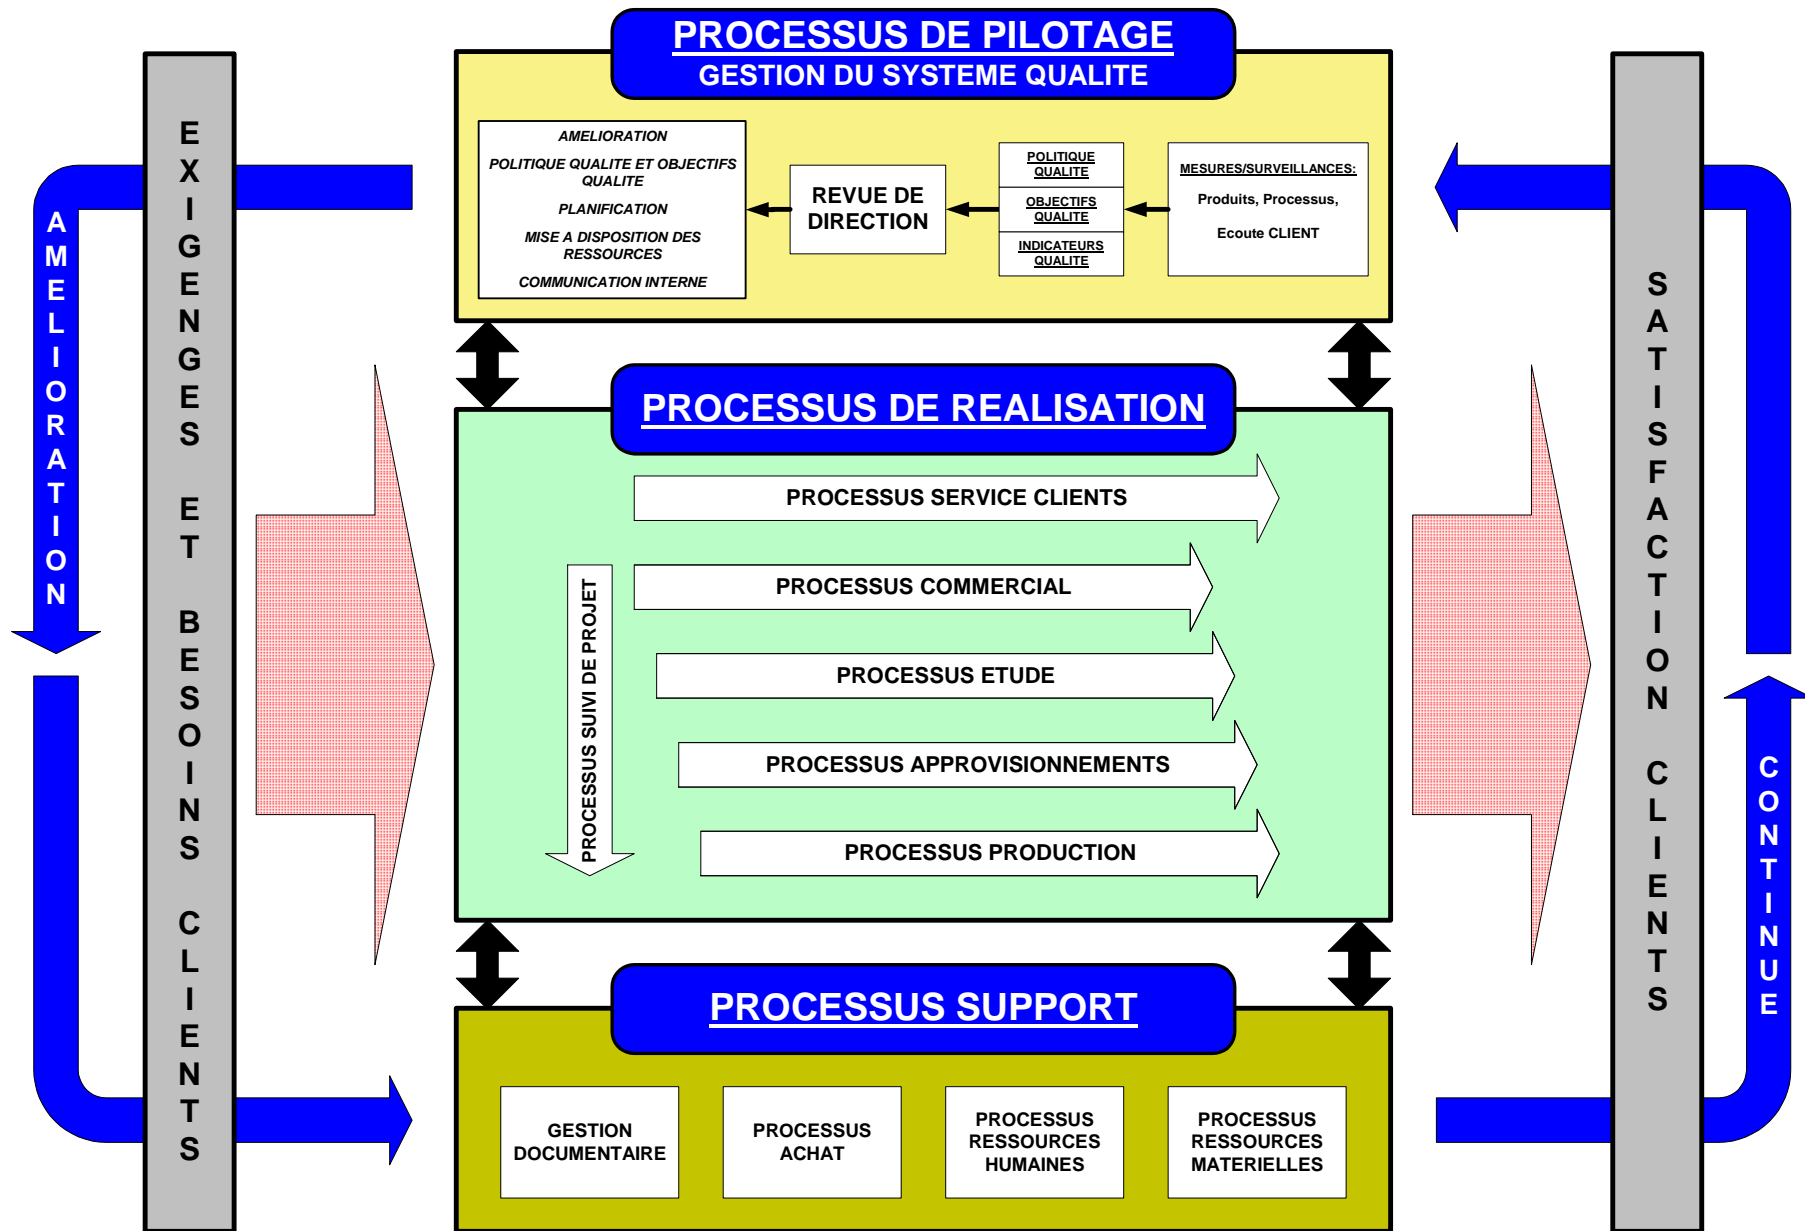 PROCESSUS DE PILOTAGE
GESTION DU SYSTEME QUALITE
AMELIORATION
POLITIQUE QUALITE ET OBJECTIFS
QUALITE
PLANIFICATION
MISE A DISPOSITION DES
RESSOURCES
COMMUNICATION INTERNE
REVUE DE
DIRECTION
POLITIQUE
QUALITE
OBJECTIFS
QUALITE
INDICATEURS
QUALITE
MESURES/SURVEILLANCES:
Produits, Processus,
Ecoute CLIENT
AMELIORATION
EXIGENGES ET BESOINS CLIENTS
PROCESSUS DE REALISATION
PROCESSUS SUIVI DE PROJET
PROCESSUS SERVICE CLIENTS
PROCESSUS COMMERCIAL
PROCESSUS ETUDE
PROCESSUS APPROVISIONNEMENTS
PROCESSUS PRODUCTION
SATISFACTION CLIENTS
CONTINUE
PROCESSUS SUPPORT
GESTION
DOCUMENTAIRE
PROCESSUS
ACHAT
PROCESSUS
RESSOURCES
HUMAINES
PROCESSUS
RESSOURCES
MATERIELLES